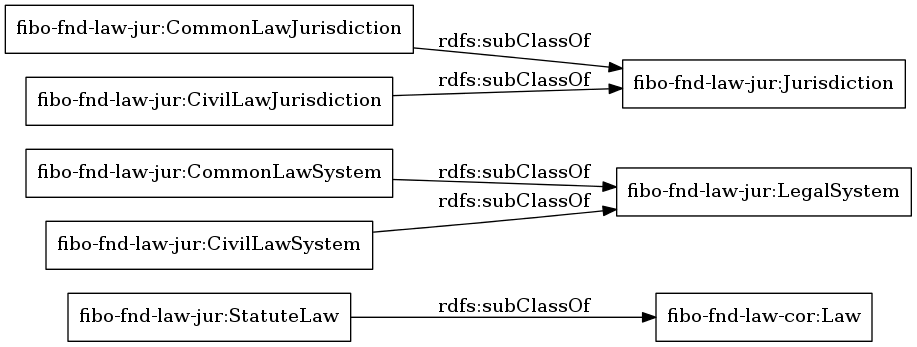 fibo-fnd-law-jur:CommonLawJurisdiction
rdfs:subClassOf
fibo-fnd-law-jur:Jurisdiction
rdfs:subClassOf
fibo-fnd-law-jur:CivilLawJurisdiction
fibo-fnd-law-jur:CommonLawSystem
rdfs:subClassOf
fibo-fnd-law-jur:LegalSystem
rdfs:subClassOf
fibo-fnd-law-jur:CivilLawSystem
fibo-fnd-law-jur:StatuteLaw
rdfs:subClassOf
fibo-fnd-law-cor:Law